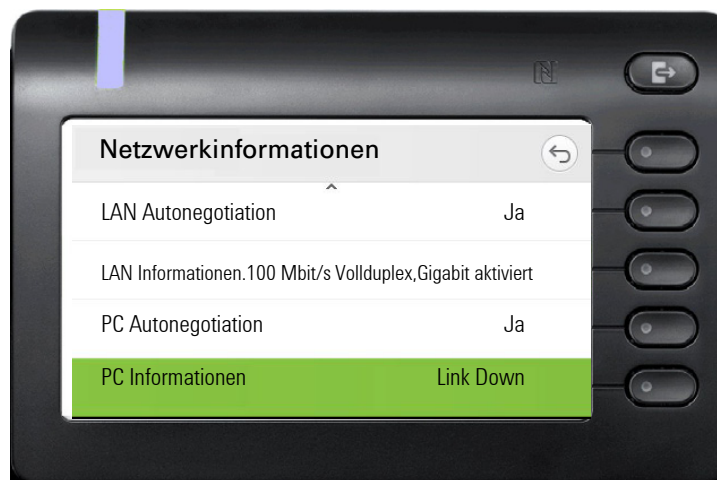 Netzwerkinformationen
LAN Autonegotiation Ja
LAN Informationen.100 Mbit/s Vollduplex,Gigabit aktiviert
PC Autonegotiation Ja
PC Informationen Link Down